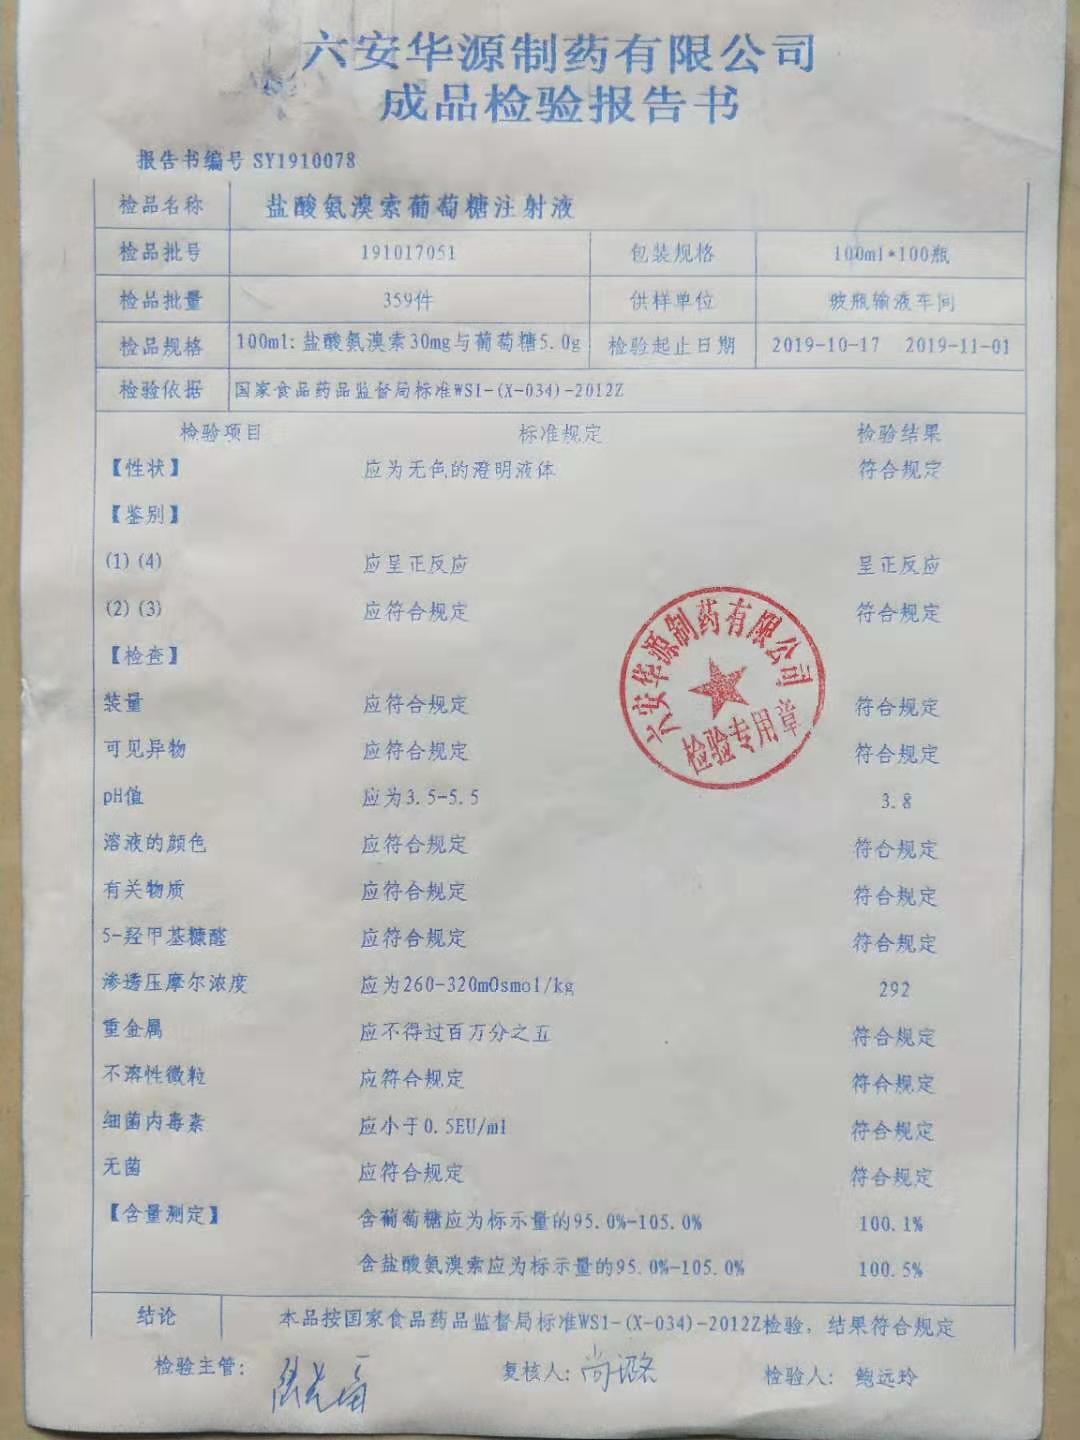 六安华源制药有限公司
成品检验报告书
报告书编号 SY1910078
检品名称 盐酸氨溴索葡萄糖注射液
检品批号 191017051 包装规格 100ml*100瓶
检品批量 359件 供样单位 玻瓶输液车间
检品规格 100ml:盐酸氨溴索30mg与葡萄糖5.0g 检验起止日期 2019-10-17 2019-11-01
检验依据 国家食品药品监督局标准WS1-(X-034)-2012Z
检验项目 标准规定 检验结果
【性状】 应为无色的澄明液体 符合规定
【鉴别】
(1)(4) 应呈正反应 呈正反应
(2)(3) 应符合规定 符合规定
【检查】
装量 应符合规定 符合规定
可见异物 应符合规定 符合规定
pH值 应为3.5-5.5 3.8
溶液的颜色 应符合规定 符合规定
有关物质 应符合规定 符合规定
5-羟甲基糠醛 应符合规定 符合规定
渗透压摩尔浓度 应为260-320mOsmol/kg 292
重金属 应不得过百万分之五 符合规定
不溶性微粒 应符合规定 符合规定
细菌内毒素 应小于0.5EU/ml 符合规定
无菌 应符合规定 符合规定
【含量测定】 含葡萄糖应为标示量的95.0%-105.0% 100.1%
含盐酸氨溴索应为标示量的95.0%-105.0% 100.5%
六安华源制药有限公司
检验专用章
结论 本品按国家食品药品监督局标准WS1-(X-034)-2012Z检验，结果符合规定
检验主管: 复核人: 尚璐 检验人: 鲍远玲